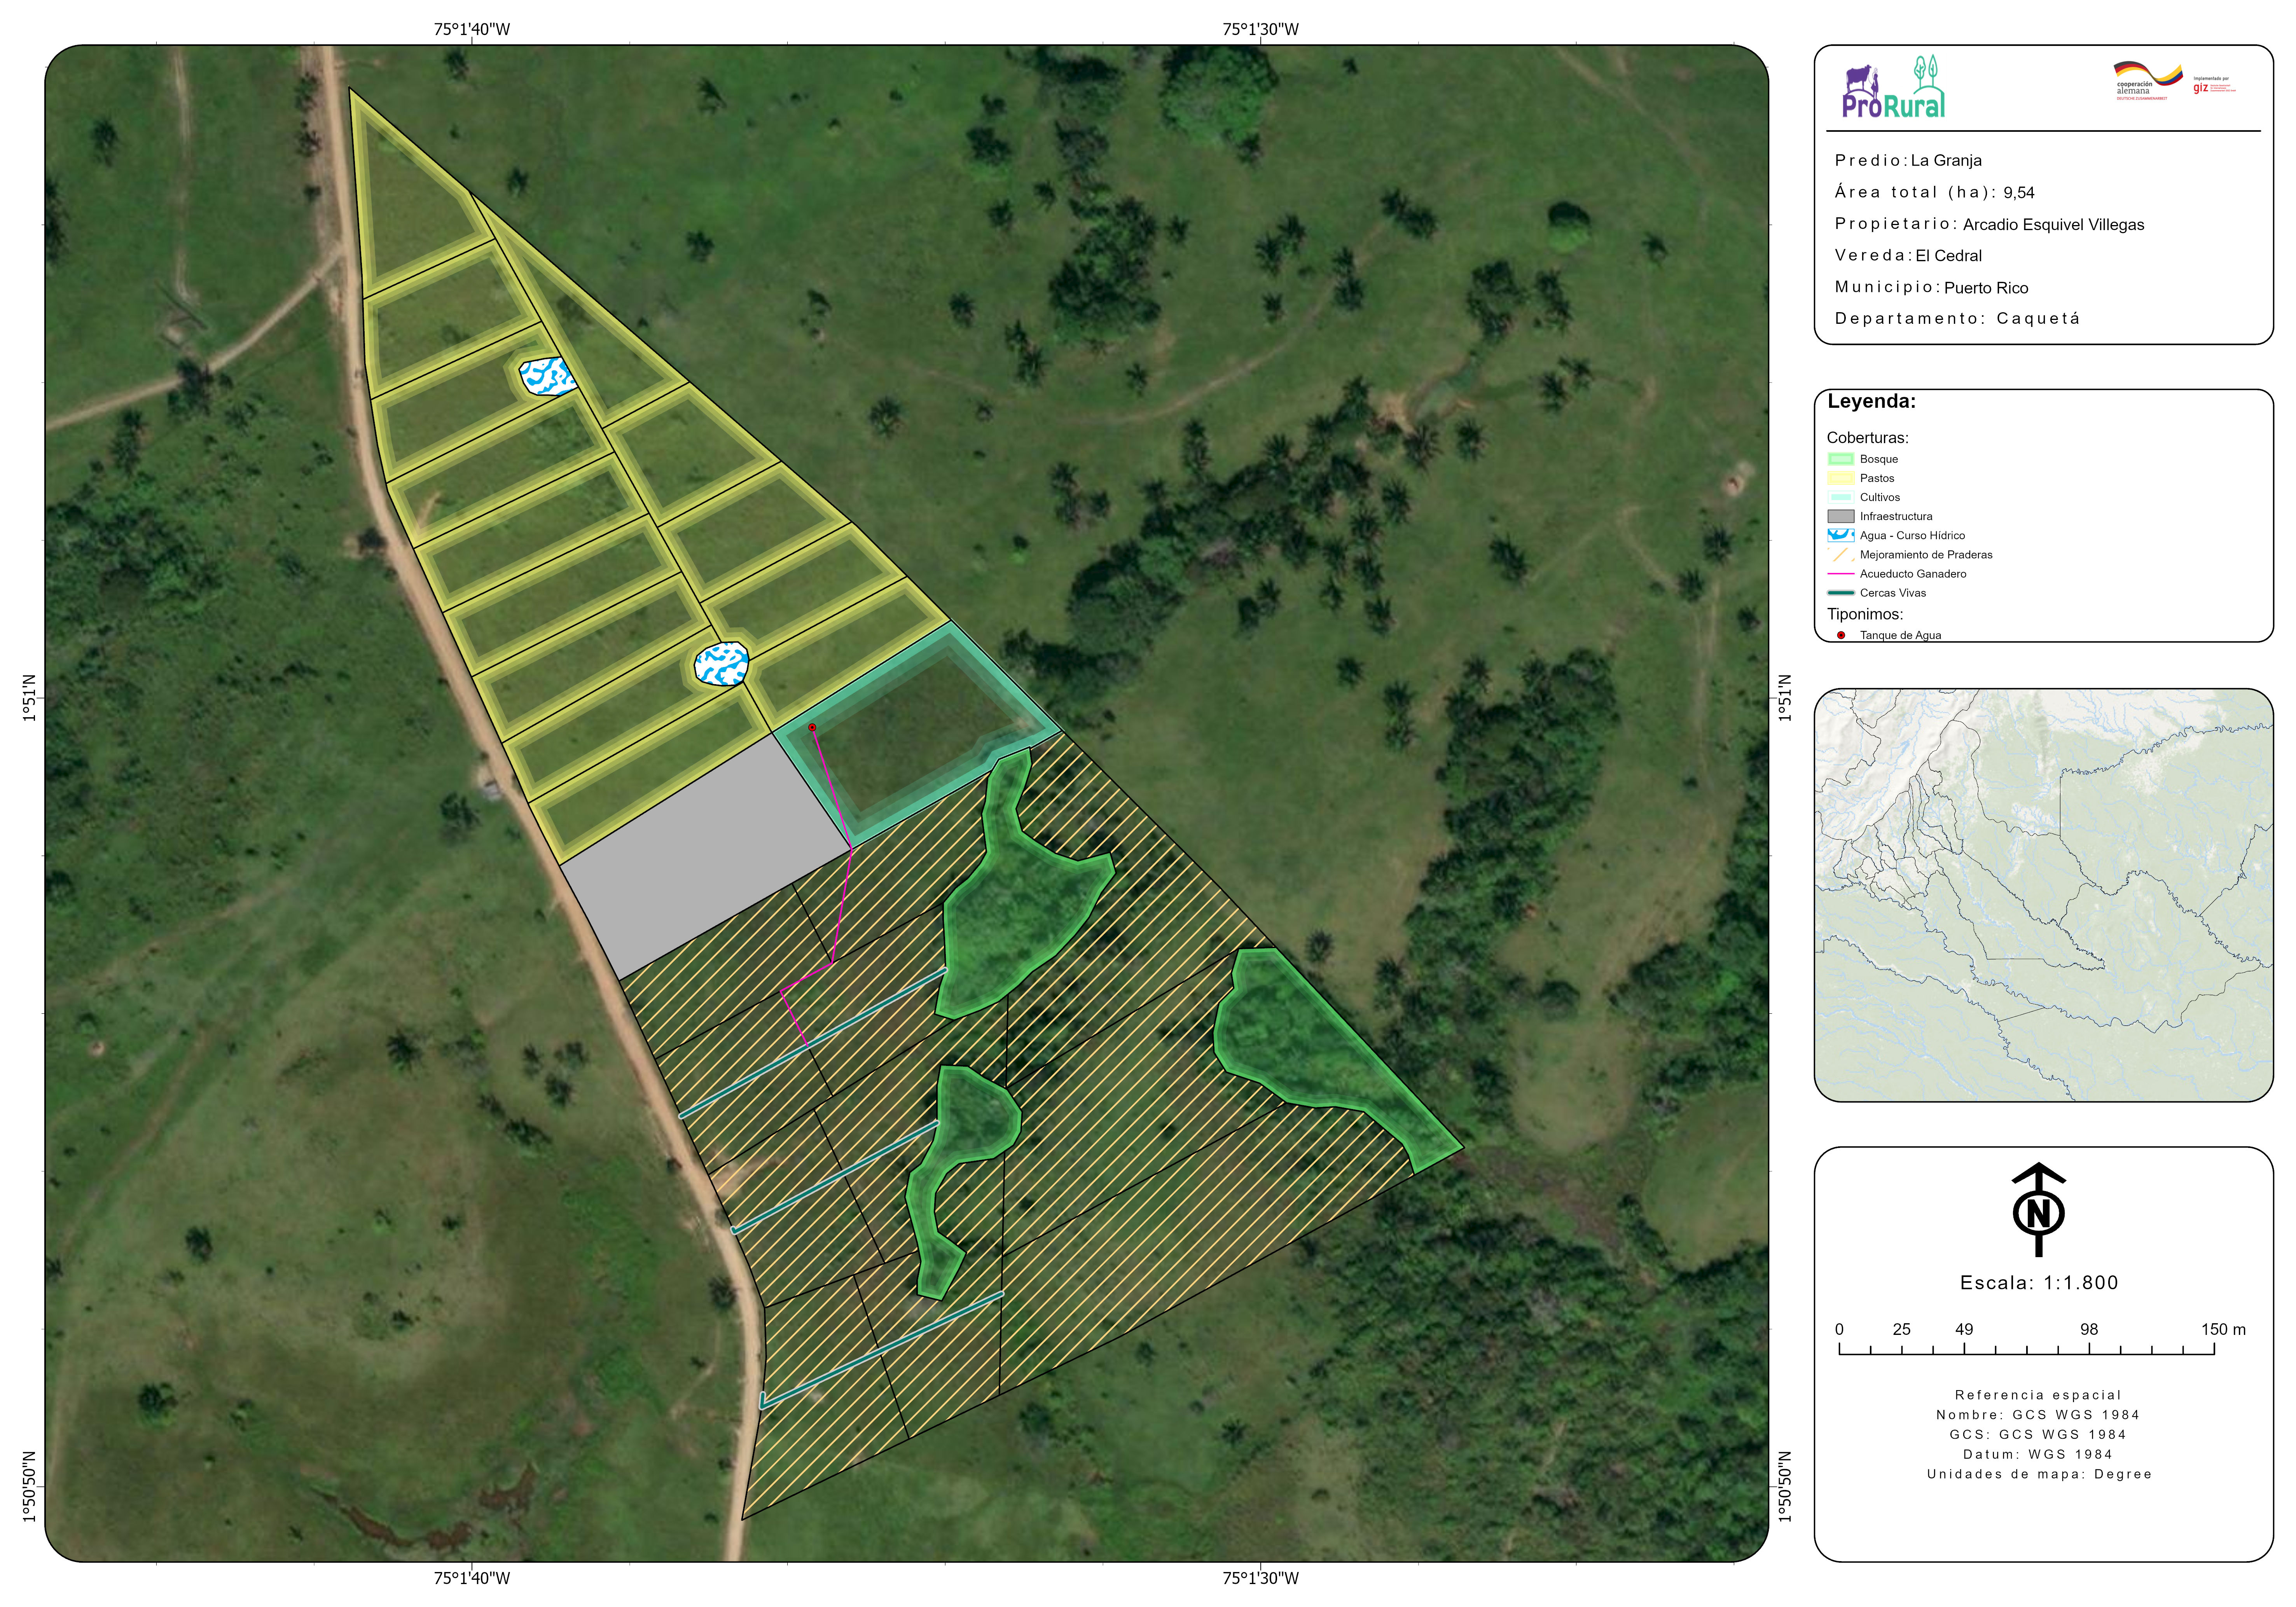 75°1'40"W
75°1'30"W
1°51'N
1°51'N
1°50'50"N
1°50'50"N
75°1'40"W
75°1'30"W
ProRural
cooperación
alemana
DEUTSCHE ZUSAMMENARBEIT
Implementada por
giz
Predio: La Granja
Área total (ha): 9,54
Propietario: Arcadio Esquivel Villegas
Vereda: El Cedral
Municipio: Puerto Rico
Departamento: Caquetá
Leyenda:
Coberturas:
Bosque
Pastos
Cultivos
Infraestructura
Agua - Curso Hídrico
Mejoramiento de Praderas
Acueducto Ganadero
Cercas Vivas
Tiponimos:
Tanque de Agua
N
Escala: 1:1.800
0 25 49 98 150 m
Referencia espacial
Nombre: GCS WGS 1984
GCS: GCS WGS 1984
Datum: WGS 1984
Unidades de mapa: Degree